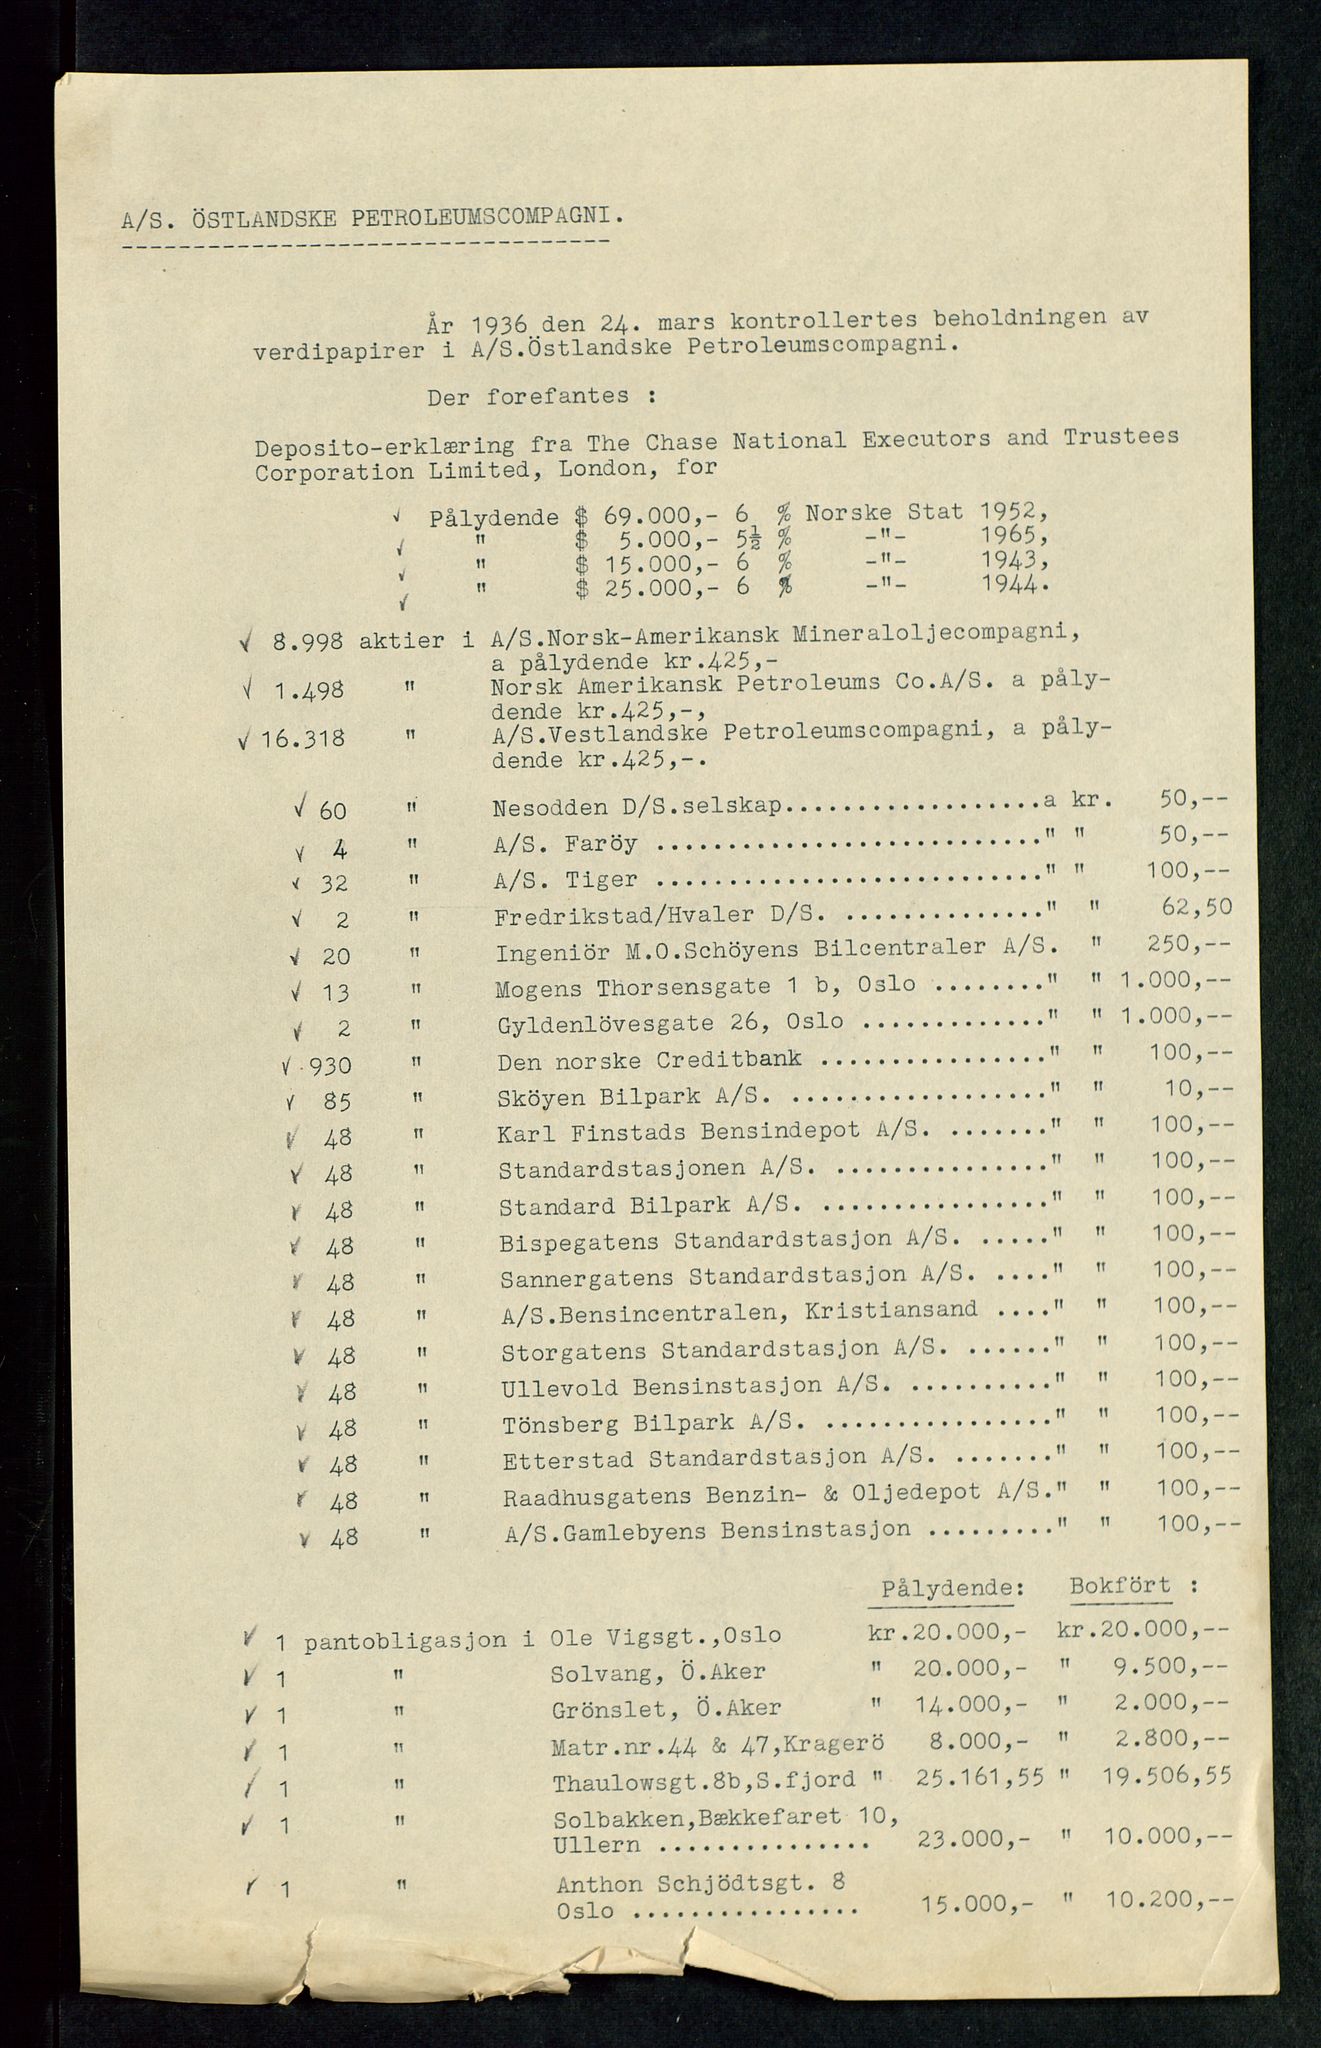 A/S. ÖSTLANDSKE PETROLEUMSCOMPAGNI.
År 1936 den 24. mars kontrollertes beholdningen av
verdipapirer i A/S.Östlandske Petroleumscompagni.
Der forefantes :
Deposito-erklæring fra The Chase National Executors and Trustees
Corporation Limited, London, for
✓ Pålydende $ 69.000,- 6 % Norske Stat 1952,
✓ " $ 5.000,- 5½ % -"- 1965,
✓ " $ 15.000,- 6 % -"- 1943,
✓ " $ 25.000,- 6 % -"- 1944.
✓ 8.998 aktier i A/S.Norsk-Amerikansk Mineraloljecompagni,
a pålydende kr.425,-
✓ 1.498 " Norsk Amerikansk Petroleums Co.A/S. a påly-
dende kr.425,-,
✓ 16.318 " A/S.Vestlandske Petroleumscompagni, a påly-
dende kr.425,-.
✓ 60 " Nesodden D/S.selskap..................a kr. 50,--
✓ 4 " A/S. Faröy ..........................." " 50,--
✓ 32 " A/S. Tiger ..........................." " 100,--
✓ 2 " Fredrikstad/Hvaler D/S. .............." " 62,50
✓ 20 " Ingeniör M.O.Schöyens Bilcentraler A/S. " 250,--
✓ 13 " Mogens Thorsensgate 1 b, Oslo ........" " 1.000,--
✓ 2 " Gyldenlövesgate 26, Oslo ............." " 1.000,--
✓ 930 " Den norske Creditbank ................" " 100,--
✓ 85 " Sköyen Bilpark A/S. .................." " 10,--
✓ 48 " Karl Finstads Bensindepot A/S. ......." " 100,--
✓ 48 " Standardstasjonen A/S. ..............." " 100,--
✓ 48 " Standard Bilpark A/S. ................" " 100,--
✓ 48 " Bispegatens Standardstasjon A/S. ....." " 100,--
✓ 48 " Sannergatens Standardstasjon A/S. ...." " 100,--
✓ 48 " A/S.Bensincentralen, Kristiansand ...." " 100,--
✓ 48 " Storgatens Standardstasjon A/S. ......" " 100,--
✓ 48 " Ullevold Bensinstasjon A/S. .........." " 100,--
✓ 48 " Tönsberg Bilpark A/S. ................" " 100,--
✓ 48 " Etterstad Standardstasjon A/S. ......." " 100,--
✓ 48 " Raadhusgatens Benzin- & Oljedepot A/S." " 100,--
✓ 48 " A/S.Gamlebyens Bensinstasjon ........." " 100,--
Pålydende: Bokfört :
✓ 1 pantobligasjon i Ole Vigsgt.,Oslo kr.20.000,- kr.20.000,--
✓ 1 " Solvang, Ö.Aker " 20.000,- " 9.500,--
✓ 1 " Grönslet, Ö.Aker " 14.000,- " 2.000,--
✓ 1 " Matr.nr.44 & 47,Kragerö 8.000,- " 2.800,--
✓ 1 " Thaulowsgt.8b,S.fjord " 25.161,55 " 19.506,55
✓ 1 " Solbakken,Bækkefaret 10,
Ullern ............... 23.000,- " 10.000,--
✓ 1 " Anthon Schjödtsgt. 8
Oslo ................ 15.000,- " 10.200,--